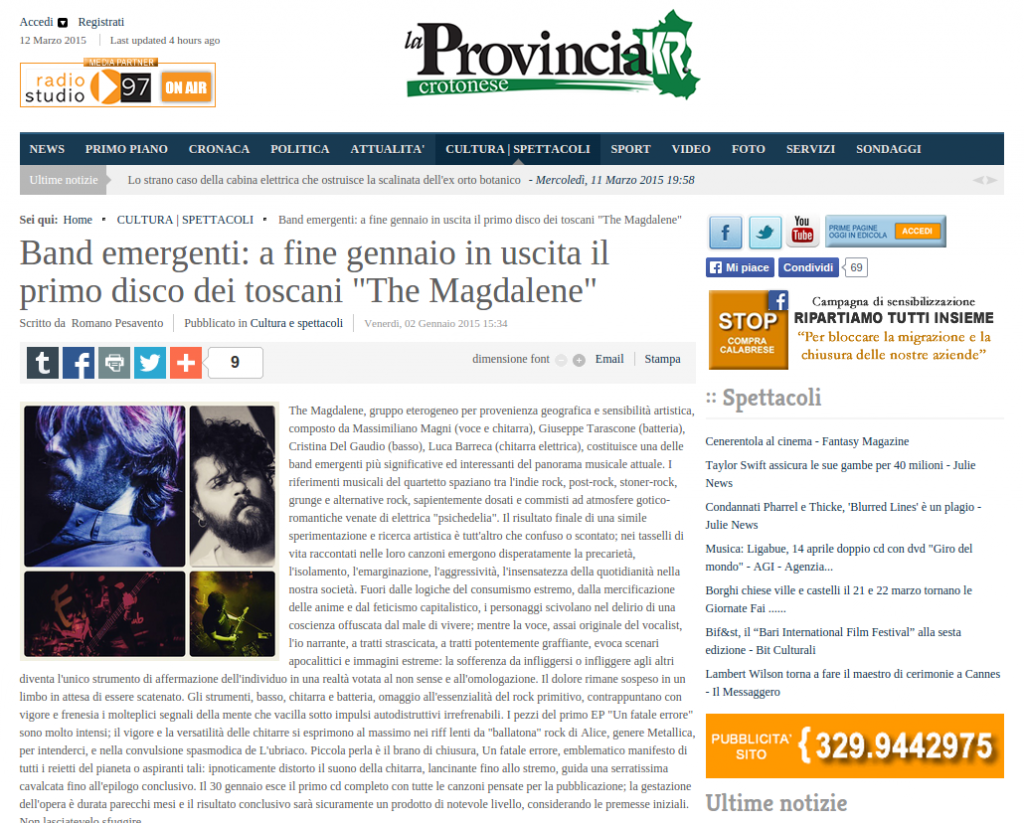 Accedi Registrati
12 Marzo 2015 Last updated 4 hours ago
MEDIA PARTNER
radio studio 97 ON AIR
la Provincia KR
crotonese
NEWS PRIMO PIANO CRONACA POLITICA ATTUALITA' CULTURA | SPETTACOLI SPORT VIDEO FOTO SERVIZI SONDAGGI
Ultime notizie Lo strano caso della cabina elettrica che ostruisce la scalinata dell'ex orto botanico - Mercoledì, 11 Marzo 2015 19:58
Sei qui: Home ▪ CULTURA | SPETTACOLI ▪ Band emergenti: a fine gennaio in uscita il primo disco dei toscani "The Magdalene"
Band emergenti: a fine gennaio in uscita il
primo disco dei toscani "The Magdalene"
Scritto da Romano Pesavento Pubblicato in Cultura e spettacoli Venerdì, 02 Gennaio 2015 15:34
9
dimensione font Email Stampa
The Magdalene, gruppo eterogeneo per provenienza geografica e sensibilità artistica,
composto da Massimiliano Magni (voce e chitarra), Giuseppe Tarascone (batteria),
Cristina Del Gaudio (basso), Luca Barreca (chitarra elettrica), costituisce una delle
band emergenti più significative ed interessanti del panorama musicale attuale. I
riferimenti musicali del quartetto spaziano tra l'indie rock, post-rock, stoner-rock,
grunge e alternative rock, sapientemente dosati e commisti ad atmosfere gotico-
romantiche venate di elettrica "psichedelia". Il risultato finale di una simile
sperimentazione e ricerca artistica è tutt'altro che confuso o scontato; nei tasselli di
vita raccontati nelle loro canzoni emergono disperatamente la precarietà,
l'isolamento, l'emarginazione, l'aggressività, l'insensatezza della quotidianità nella
nostra società. Fuori dalle logiche del consumismo estremo, dalla mercificazione
delle anime e dal feticismo capitalistico, i personaggi scivolano nel delirio di una
coscienza offuscata dal male di vivere; mentre la voce, assai originale del vocalist,
l'io narrante, a tratti strascicata, a tratti potentemente graffiante, evoca scenari
apocalittici e immagini estreme: la sofferenza da infliggersi o infliggere agli altri
diventa l'unico strumento di affermazione dell'individuo in una realtà votata al non sense e all'omologazione. Il dolore rimane sospeso in un
limbo in attesa di essere scatenato. Gli strumenti, basso, chitarra e batteria, omaggio all'essenzialità del rock primitivo, contrappuntano con
vigore e frenesia i molteplici segnali della mente che vacilla sotto impulsi autodistruttivi irrefrenabili. I pezzi del primo EP "Un fatale errore"
sono molto intensi; il vigore e la versatilità delle chitarre si esprimono al massimo nei riff lenti da "ballatona" rock di Alice, genere Metallica,
per intenderci, e nella convulsione spasmodica de L'ubriaco. Piccola perla è il brano di chiusura, Un fatale errore, emblematico manifesto di
tutti i reietti del pianeta o aspiranti tali: ipnoticamente distorto il suono della chitarra, lancinante fino allo stremo, guida una serratissima
cavalcata fino all'epilogo conclusivo. Il 30 gennaio esce il primo cd completo con tutte le canzoni pensate per la pubblicazione; la gestazione
dell'opera è durata parecchi mesi e il risultato conclusivo sarà sicuramente un prodotto di notevole livello, considerando le premesse iniziali.
Non lasciatevelo sfuggire
You Tube
PRIME PAGINE
OGGI IN EDICOLA ACCEDI
Mi piace Condividi 69
STOP
COMPRA
CALABRESE
Campagna di sensibilizzazione
RIPARTIAMO TUTTI INSIEME
“Per bloccare la migrazione e la
chiusura delle nostre aziende”
:: Spettacoli
Cenerentola al cinema - Fantasy Magazine
Taylor Swift assicura le sue gambe per 40 milioni - Julie
News
Condannati Pharrel e Thicke, 'Blurred Lines' è un plagio -
Julie News
Musica: Ligabue, 14 aprile doppio cd con dvd "Giro del
mondo" - AGI - Agenzia...
Borghi chiese ville e castelli il 21 e 22 marzo tornano le
Giornate Fai ......
Bif&st, il “Bari International Film Festival” alla sesta
edizione - Bit Culturali
Lambert Wilson torna a fare il maestro di cerimonie a Cannes
- Il Messaggero
PUBBLICITA'
SITO { 329.9442975
Ultime notizie